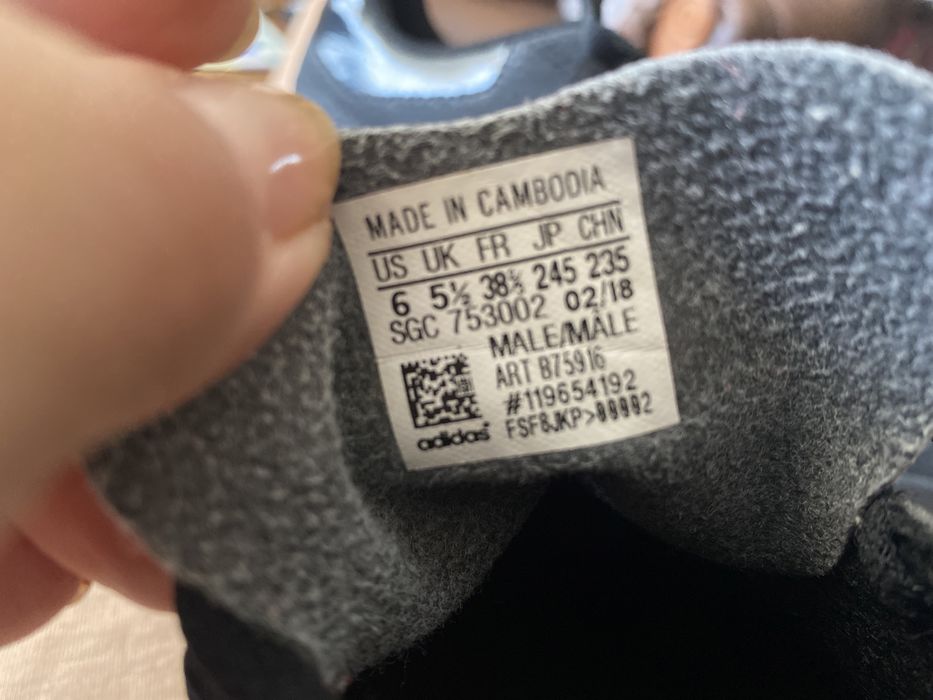 MADE IN CAMBODIA
US UK FR JP CHN
6 5½ 38⅔ 245 235
SGC 753002 02/18
MALE/MÂLE
ART B75916
#119654192
FSF8JKP>00002
adidas